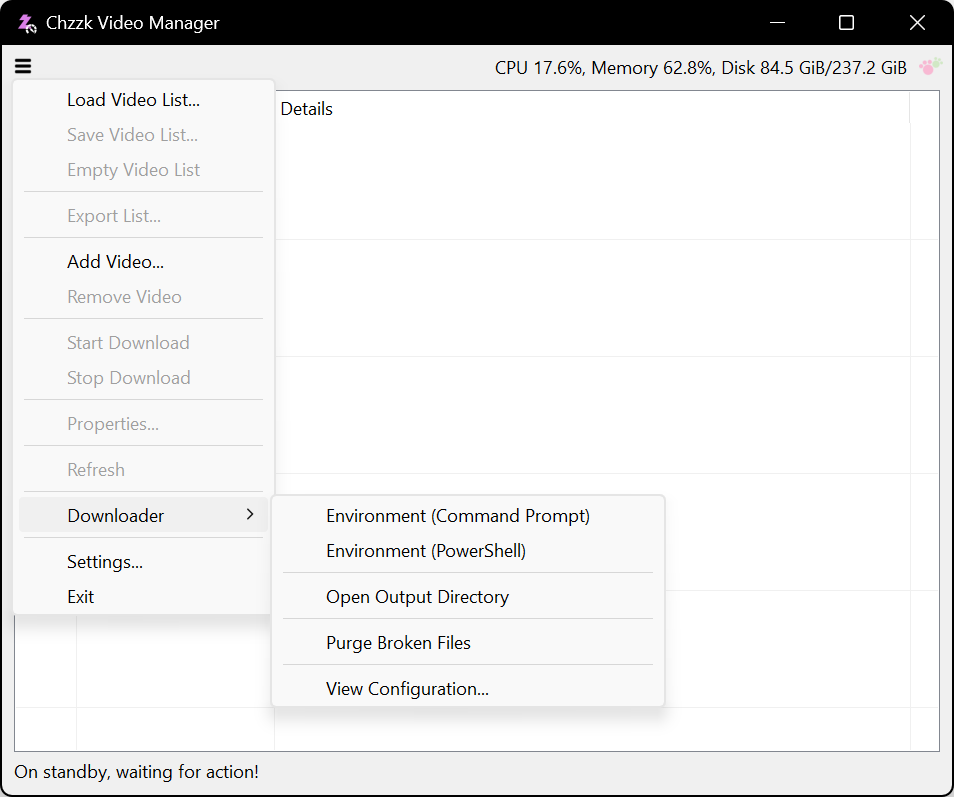 Chzzk Video Manager
CPU 17.6%, Memory 62.8%, Disk 84.5 GiB/237.2 GiB
Load Video List...
Save Video List...
Empty Video List
Export List...
Add Video...
Remove Video
Start Download
Stop Download
Properties...
Refresh
Downloader
Settings...
Exit
Details
Environment (Command Prompt)
Environment (PowerShell)
Open Output Directory
Purge Broken Files
View Configuration...
On standby, waiting for action!